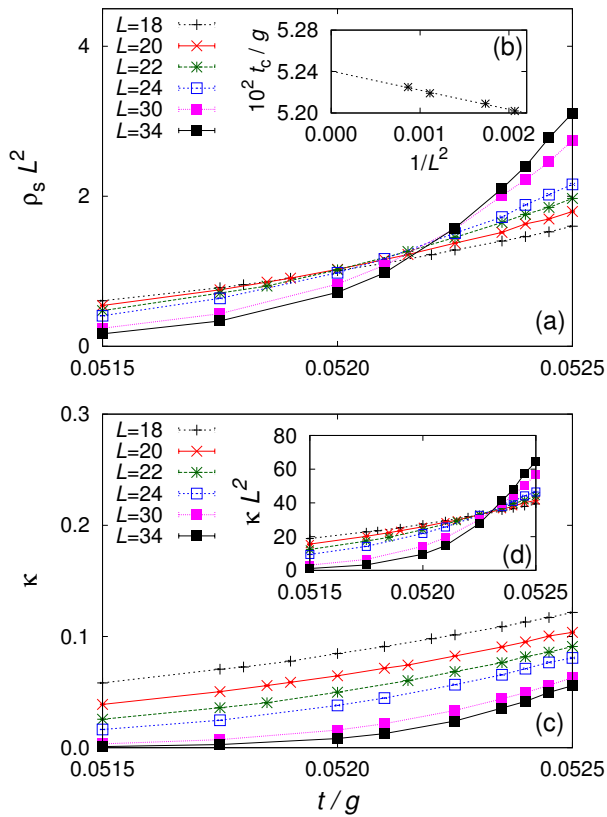 L=18
L=20
L=22
L=24
L=30
L=34
ρs L²
4
2
0
0.0515
0.0520
0.0525
(a)
(b)
10² tc / g
5.28
5.24
5.20
0.000
0.001
0.002
1/L²
L=18
L=20
L=22
L=24
L=30
L=34
κ
0.3
0.2
0.1
0.0
0.0515
0.0520
0.0525
t / g
(c)
(d)
κ L²
80
60
40
20
0
0.0515
0.0520
0.0525